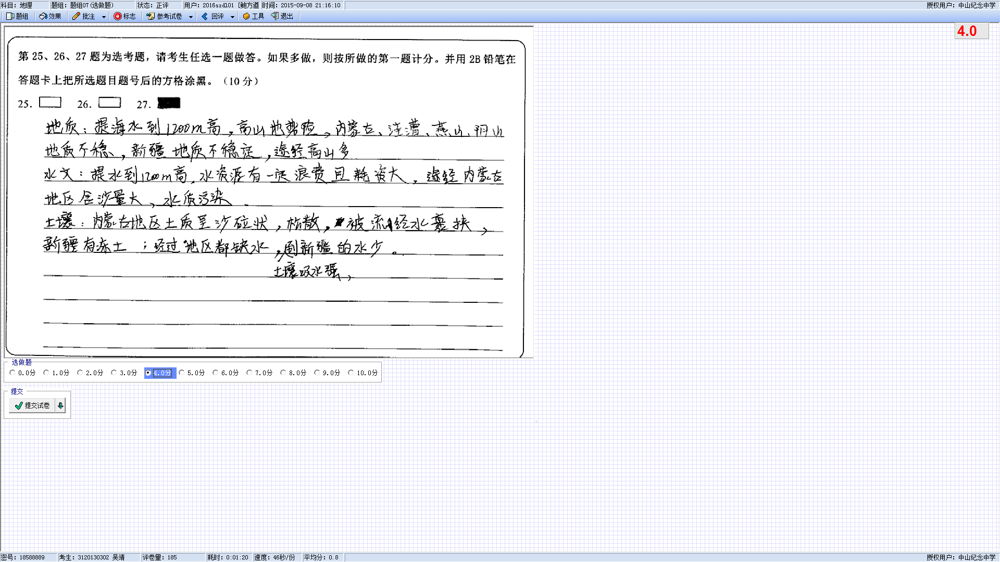 科目: 地理 题组: 题组07(选做题) 状态: 正评 用户: 2016szdl01 [鲍方道 时间: 2015-09-08 21:16:10 授权用户: 中山纪念中学
题组 效果 批注 标志 参考试卷 回评 工具 退出
4.0
第 25、26、27 题为选考题，请考生任选一题做答。如果多做，则按所做的第一题计分。并用 2B 铅笔在
答题卡上把所选题目题号后的方格涂黑。（10 分）
25. 26. 27.
地质：提海水到1200m高，高山地势险，内蒙古、洼漕、燕山、阴山
地质不稳、，新疆地质不稳定，途经高山多
水文：提水到1200m高，水资源有一定浪费且耗资大，途经内蒙古
地区含沙量大、水质污染.
土壤：内蒙古地区土质呈沙砬状，松散，被流经水裹挟，
新疆有冻土；经过地区都缺水，到新疆的水少。
土壤吸水强，
选做题
0.0分 1.0分 2.0分 3.0分 4.0分 5.0分 6.0分 7.0分 8.0分 9.0分 10.0分
提交
提交试卷
密号: 18588889 考生: 3120130302 吴靖 评卷量: 185 耗时: 0:01:20 速度: 46秒/份 平均分: 0.8 授权用户: 中山纪念中学